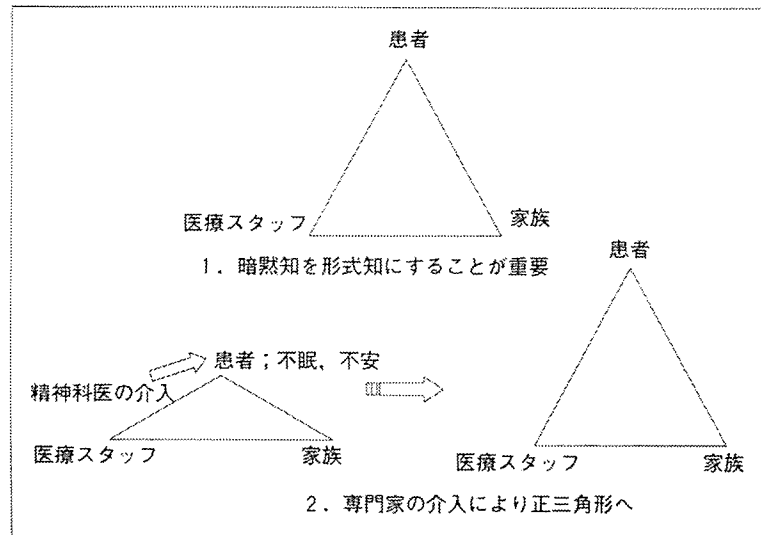 患者
医療スタッフ
家族
1．暗黙知を形式知にすることが重要
患者；不眠、不安
精神科医の介入
医療スタッフ
家族
患者
医療スタッフ
家族
2．専門家の介入により正三角形へ